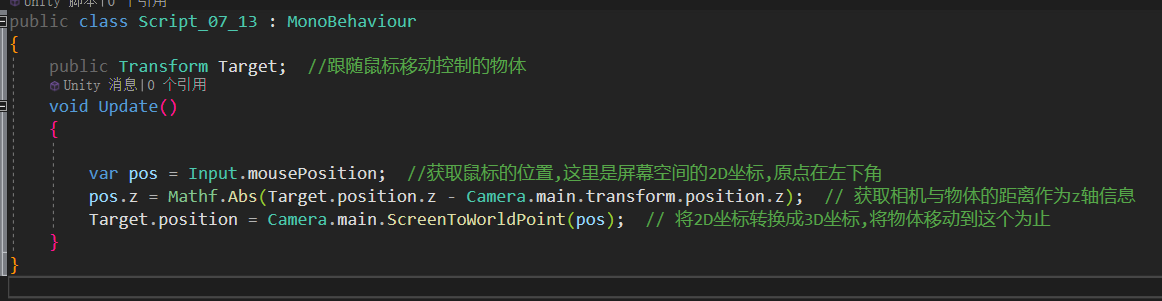 Unity 脚本|0 个引用
public class Script_07_13 : MonoBehaviour
{
public Transform Target;  //跟随鼠标移动控制的物体
Unity 消息|0 个引用
void Update()
{
var pos = Input.mousePosition;  //获取鼠标的位置,这里是屏幕空间的2D坐标,原点在左下角
pos.z = Mathf.Abs(Target.position.z - Camera.main.transform.position.z);  // 获取相机与物体的距离作为z轴信息
Target.position = Camera.main.ScreenToWorldPoint(pos);  // 将2D坐标转换成3D坐标,将物体移动到这个为止
}
}